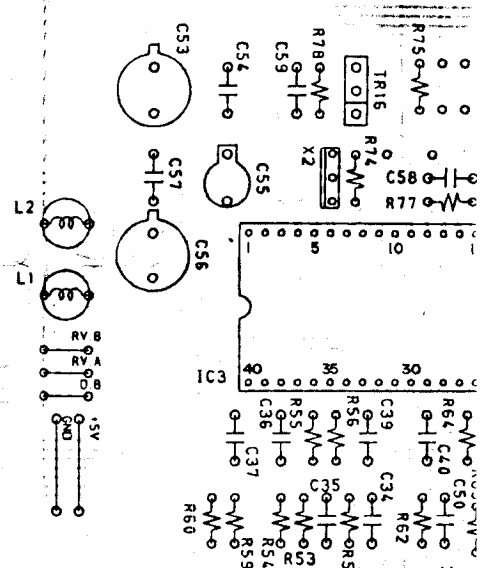 C53
C54
C59
R78
TR16
R75
C57
C55
X2
R74
C58
R77
L2
C56
L1
1
5
10
RV.B
RV.A
D.B
+5V
GND
IC3
40
35
30
C37
C36
R55
R56
C39
C40
R64
C50
R60
R59
R54
R53
C35
C34
R62